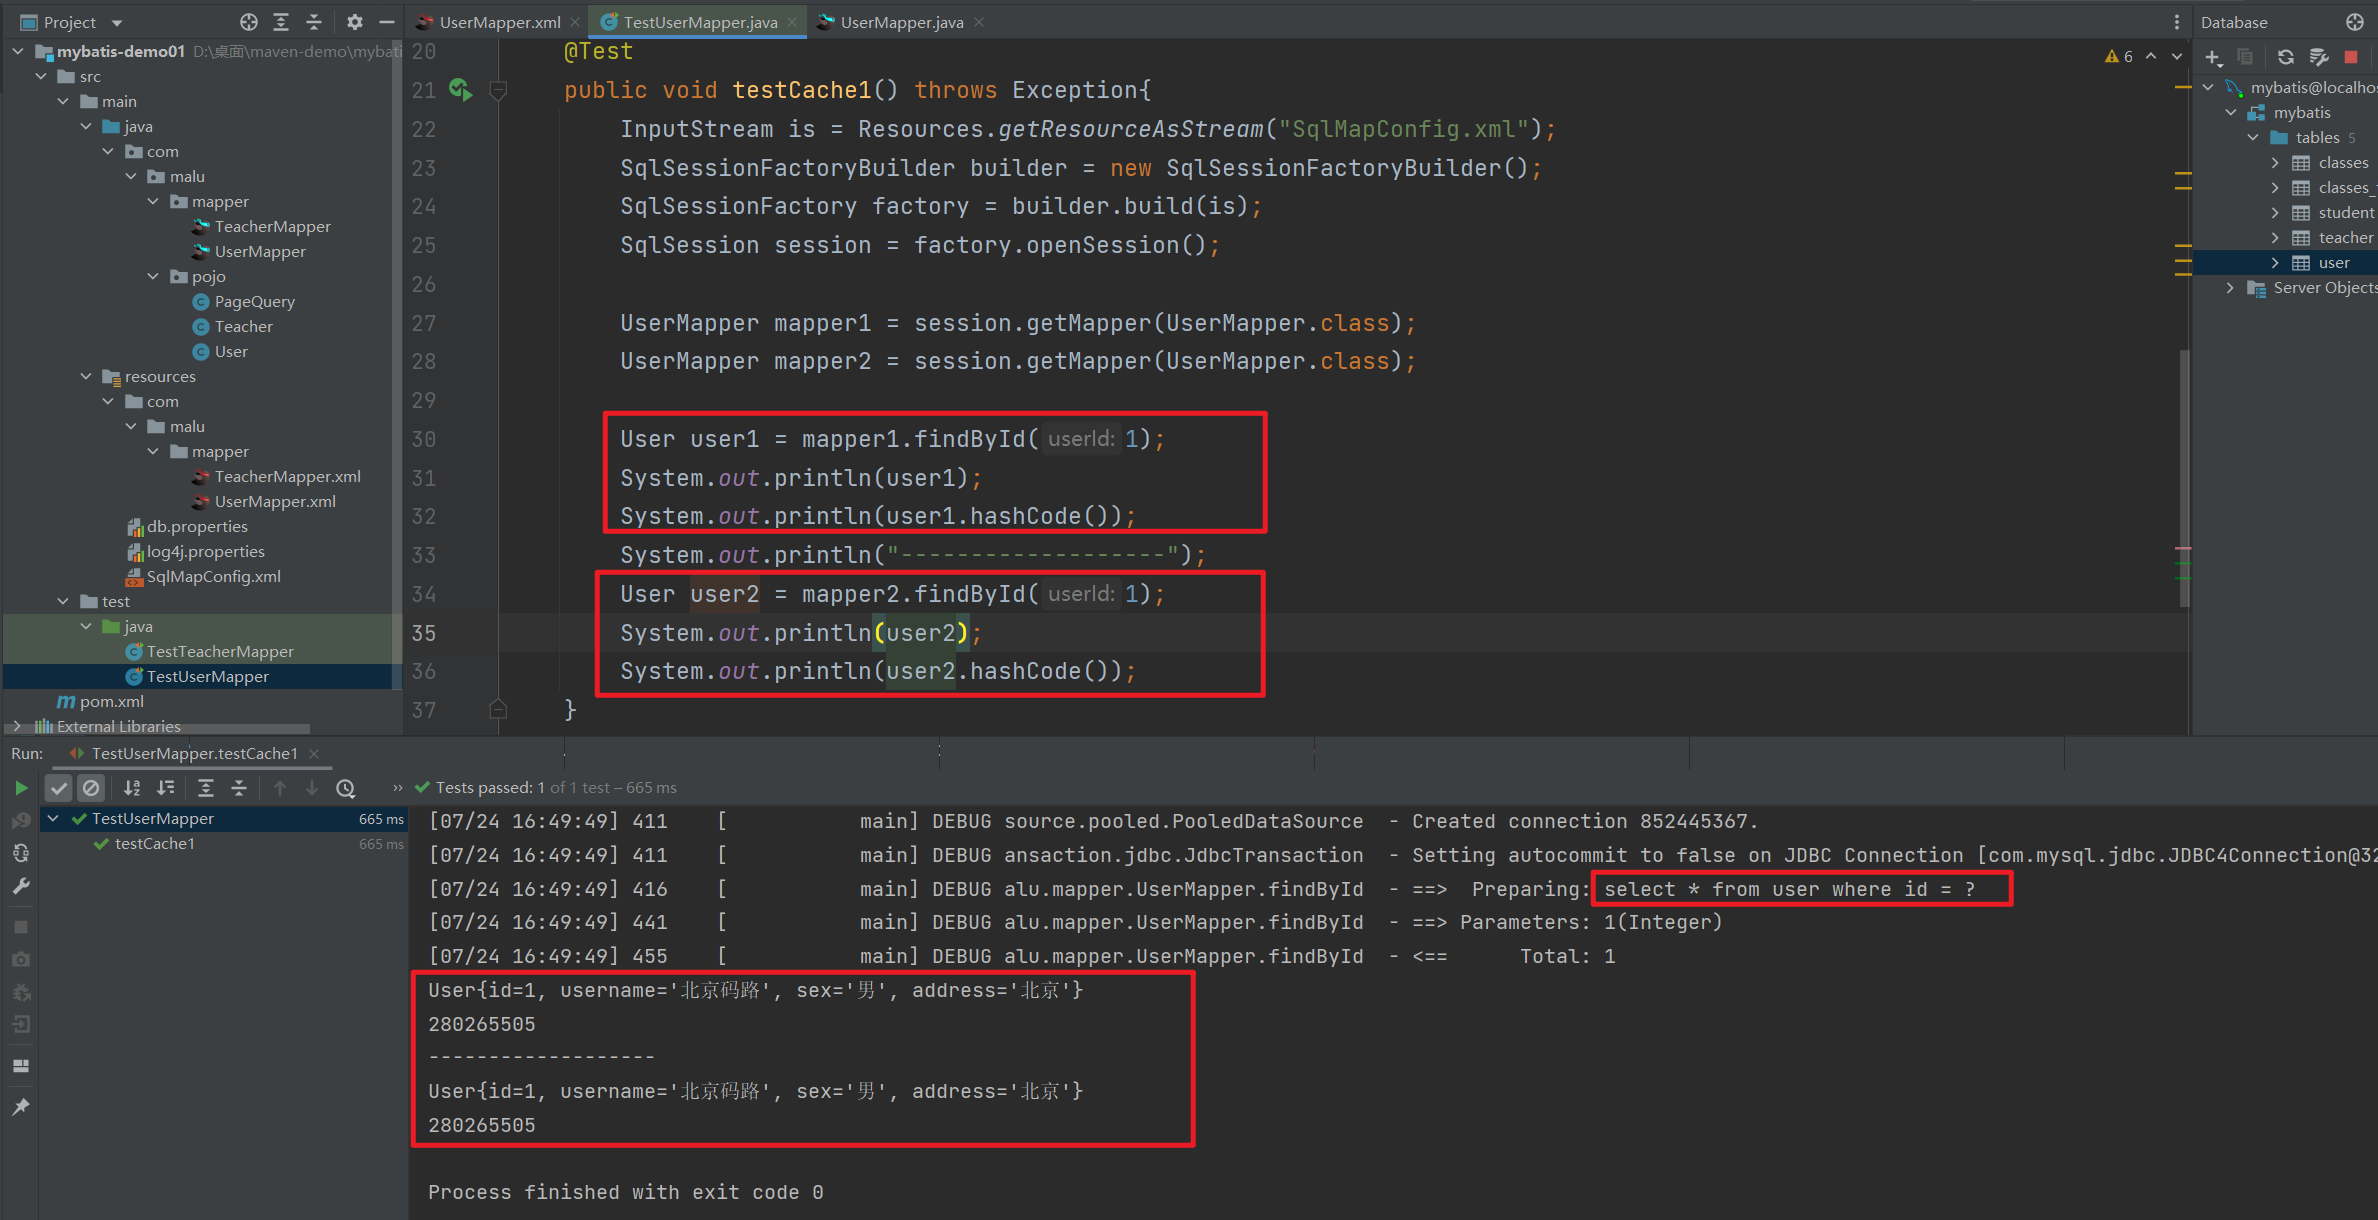 Project
UserMapper.xml
TestUserMapper.java
UserMapper.java
Database
mybatis-demo01 D:\桌面\maven-demo\mybati
src
main
java
com
malu
mapper
TeacherMapper
UserMapper
pojo
PageQuery
Teacher
User
resources
com
malu
mapper
TeacherMapper.xml
UserMapper.xml
db.properties
log4j.properties
SqlMapConfig.xml
test
java
TestTeacherMapper
TestUserMapper
pom.xml
External Libraries
20 @Test
21 public void testCache1() throws Exception{
22 InputStream is = Resources.getResourceAsStream("SqlMapConfig.xml");
23 SqlSessionFactoryBuilder builder = new SqlSessionFactoryBuilder();
24 SqlSessionFactory factory = builder.build(is);
25 SqlSession session = factory.openSession();
26
27 UserMapper mapper1 = session.getMapper(UserMapper.class);
28 UserMapper mapper2 = session.getMapper(UserMapper.class);
29
30 User user1 = mapper1.findById( userId: 1);
31 System.out.println(user1);
32 System.out.println(user1.hashCode());
33 System.out.println("-------------------");
34 User user2 = mapper2.findById( userId: 1);
35 System.out.println(user2);
36 System.out.println(user2.hashCode());
37 }
6
mybatis@localhos
mybatis
tables 5
classes
classes_
student
teacher
user
Server Objects
Run: TestUserMapper.testCache1
Tests passed: 1 of 1 test – 665 ms
TestUserMapper 665 ms
testCache1 665 ms
[07/24 16:49:49] 411 [ main] DEBUG source.pooled.PooledDataSource - Created connection 852445367.
[07/24 16:49:49] 411 [ main] DEBUG ansaction.jdbc.JdbcTransaction - Setting autocommit to false on JDBC Connection [com.mysql.jdbc.JDBC4Connection@32
[07/24 16:49:49] 416 [ main] DEBUG alu.mapper.UserMapper.findById - ==> Preparing: select * from user where id = ?
[07/24 16:49:49] 441 [ main] DEBUG alu.mapper.UserMapper.findById - ==> Parameters: 1(Integer)
[07/24 16:49:49] 455 [ main] DEBUG alu.mapper.UserMapper.findById - <== Total: 1
User{id=1, username='北京码路', sex='男', address='北京'}
280265505
-------------------
User{id=1, username='北京码路', sex='男', address='北京'}
280265505
Process finished with exit code 0